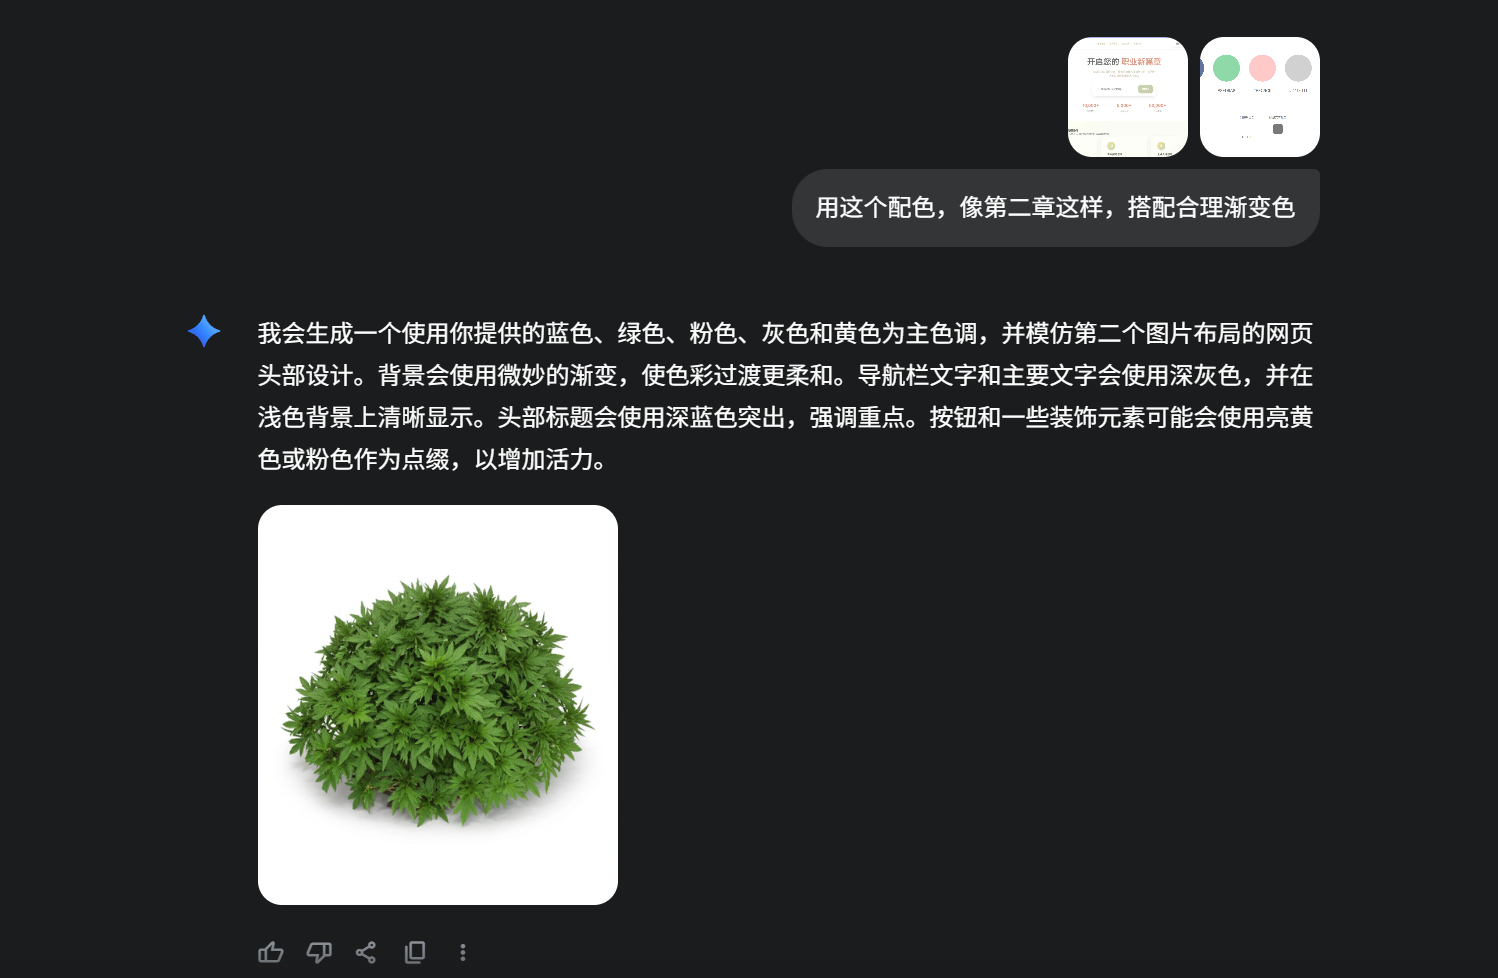 开启您的 职业新篇章
10,000+
5,000+
50,000+
用这个配色，像第二章这样，搭配合理渐变色
我会生成一个使用你提供的蓝色、绿色、粉色、灰色和黄色为主色调，并模仿第二个图片布局的网页
头部设计。背景会使用微妙的渐变，使色彩过渡更柔和。导航栏文字和主要文字会使用深灰色，并在
浅色背景上清晰显示。头部标题会使用深蓝色突出，强调重点。按钮和一些装饰元素可能会使用亮黄
色或粉色作为点缀，以增加活力。